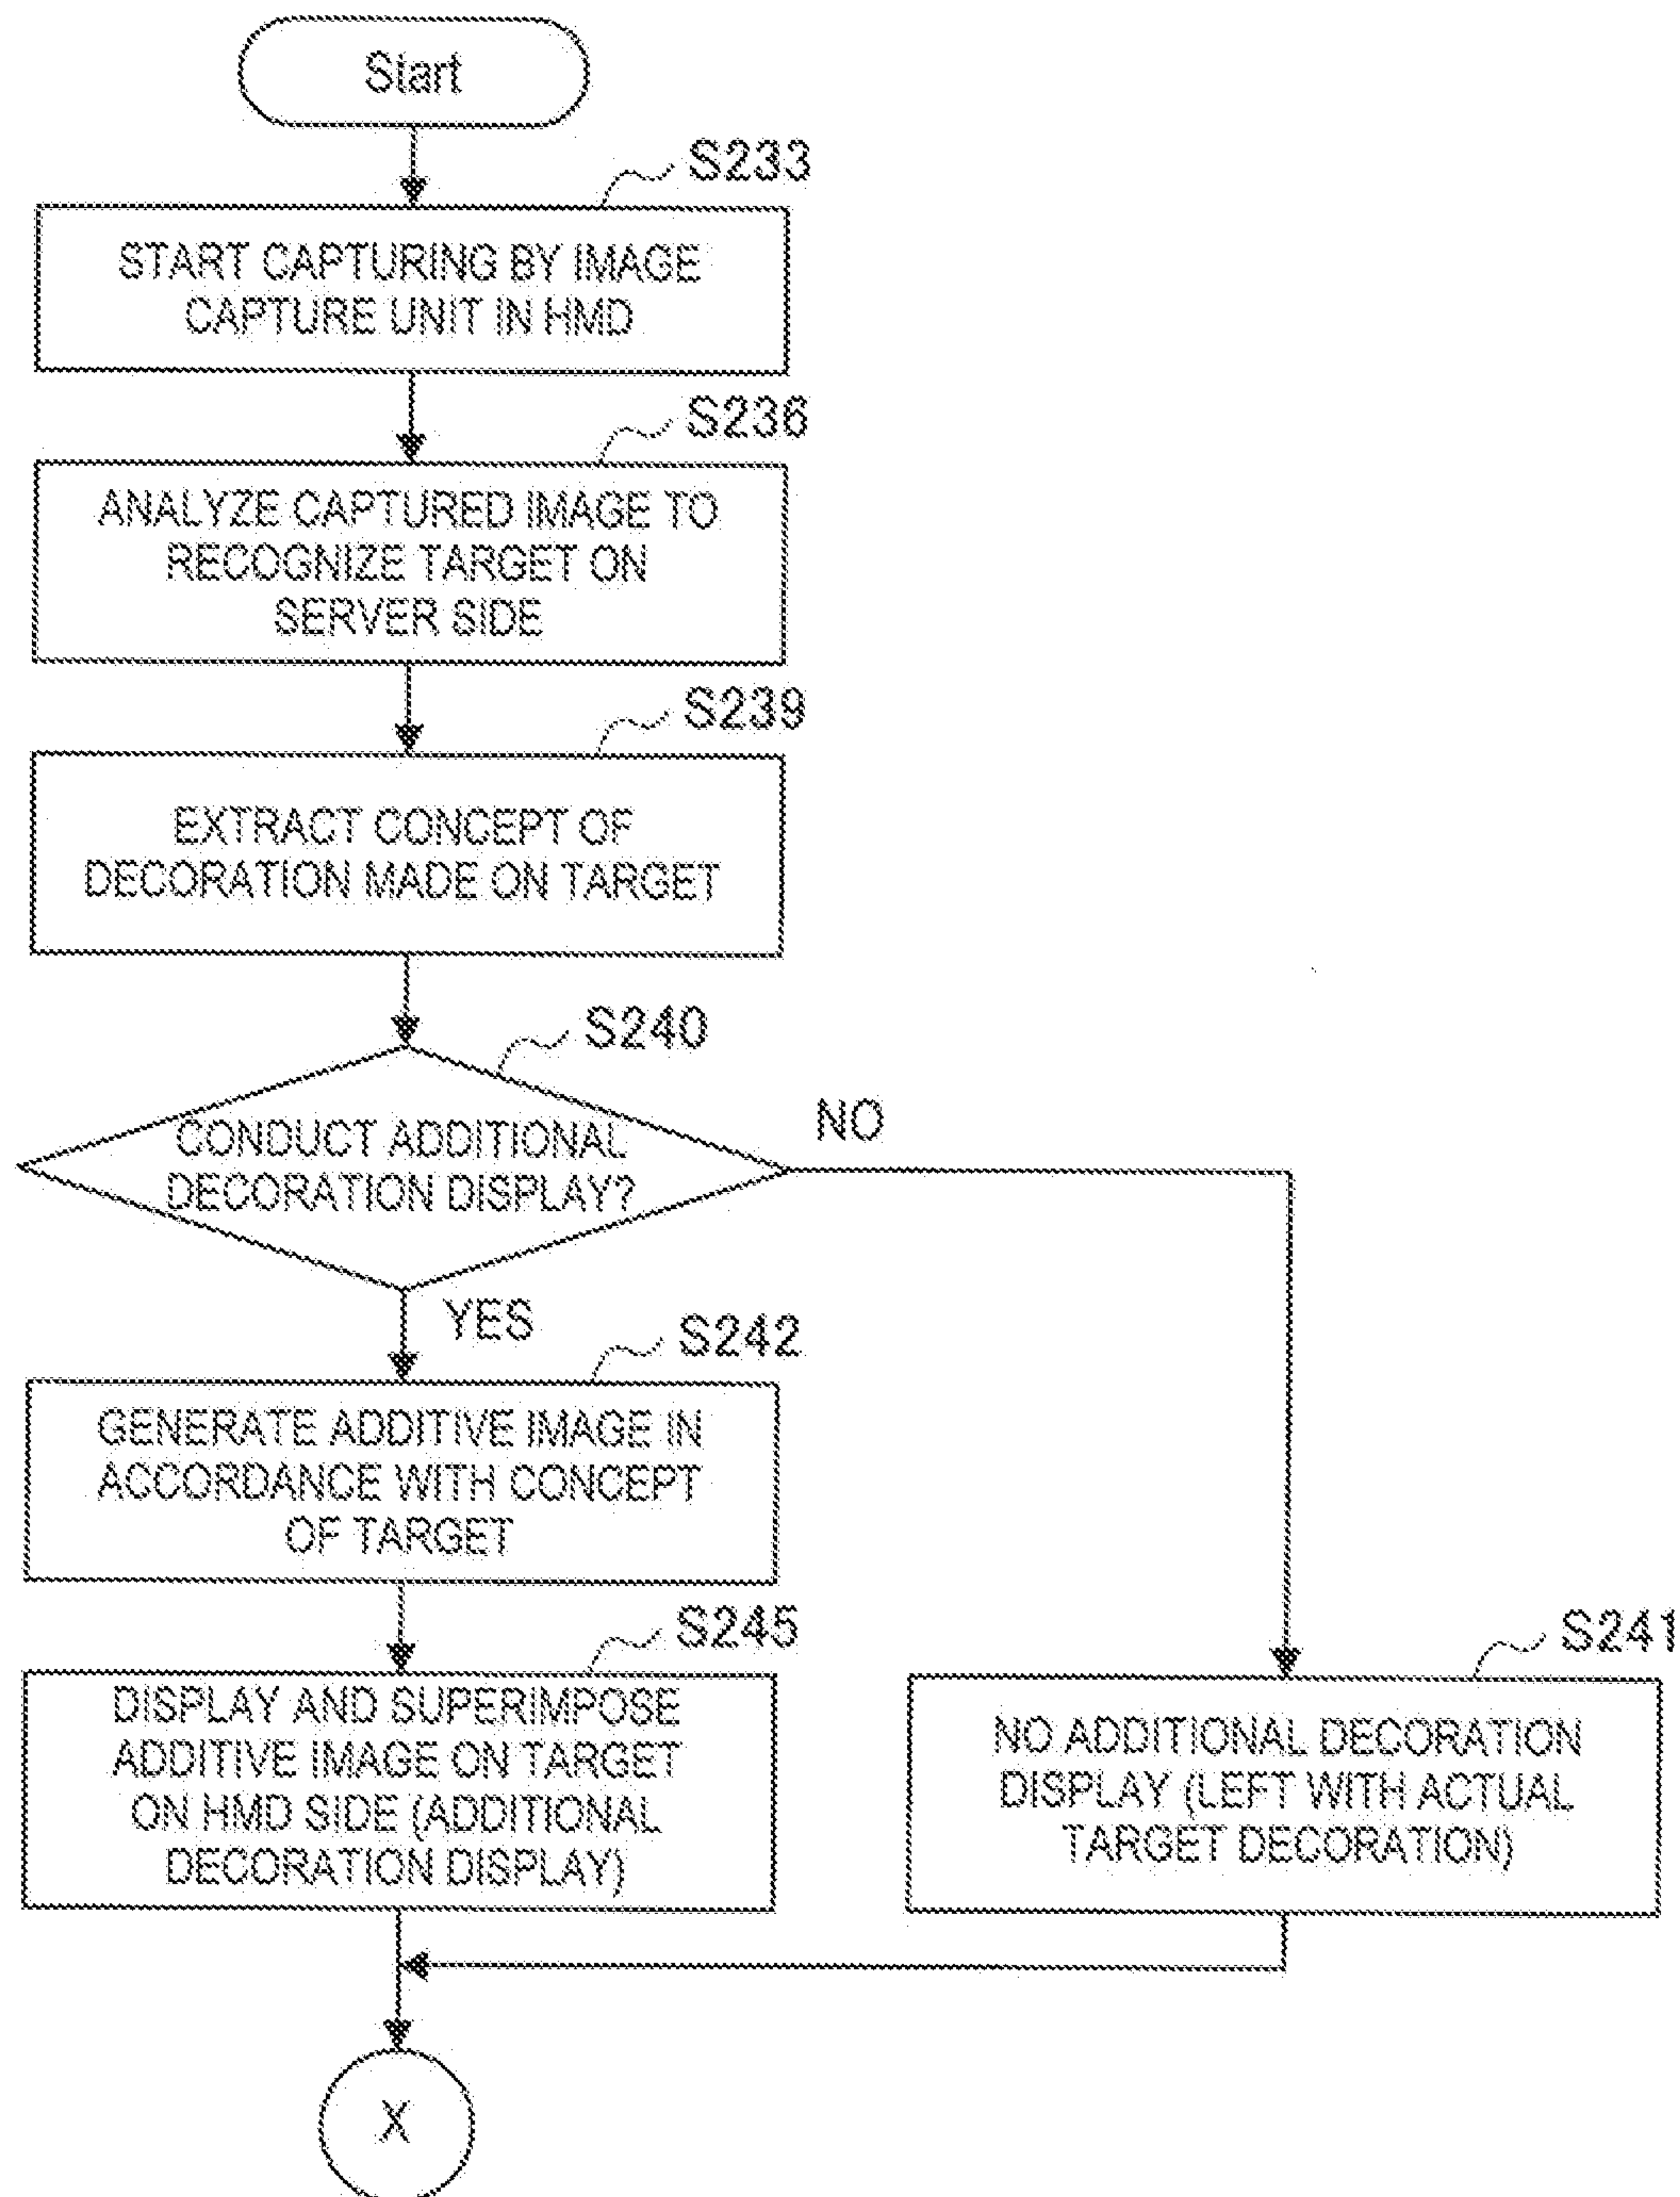 Start
S233
START CAPTURING BY IMAGE
CAPTURE UNIT IN HMD
S236
ANALYZE CAPTURED IMAGE TO
RECOGNIZE TARGET ON
SERVER SIDE
S239
EXTRACT CONCEPT OF
DECORATION MADE ON TARGET
S240
CONDUCT ADDITIONAL
DECORATION DISPLAY?
NO
YES
S242
GENERATE ADDITIVE IMAGE IN
ACCORDANCE WITH CONCEPT
OF TARGET
S245
DISPLAY AND SUPERIMPOSE
ADDITIVE IMAGE ON TARGET
ON HMD SIDE (ADDITIONAL
DECORATION DISPLAY)
S241
NO ADDITIONAL DECORATION
DISPLAY (LEFT WITH ACTUAL
TARGET DECORATION)
X